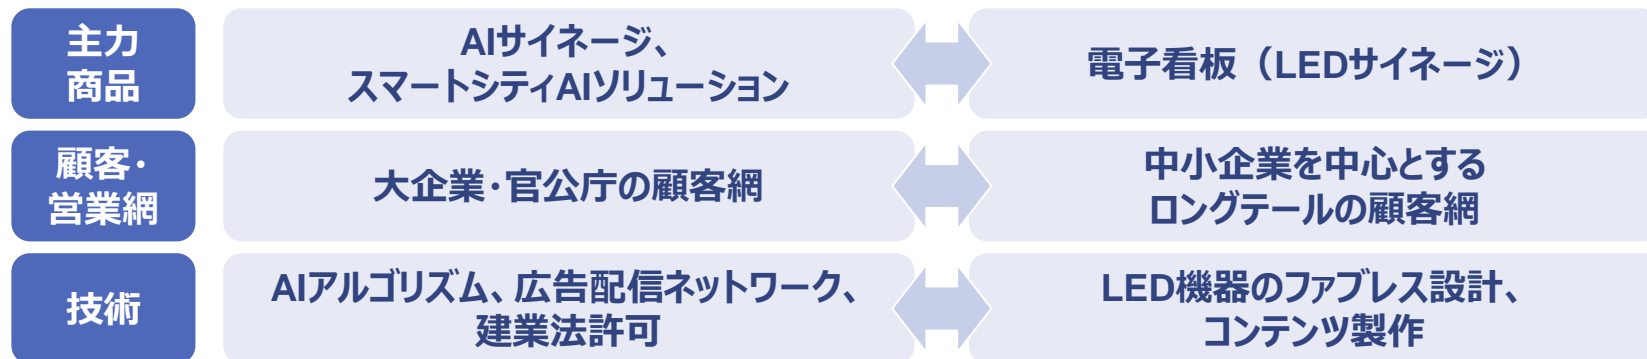 主力
商品
AIサイネージ、
スマートシティAIソリューション
電子看板（LEDサイネージ）
顧客・
営業網
大企業・官公庁の顧客網
中小企業を中心とする
ロングテールの顧客網
技術
AIアルゴリズム、広告配信ネットワーク、
建業法許可
LED機器のファブレス設計、
コンテンツ製作